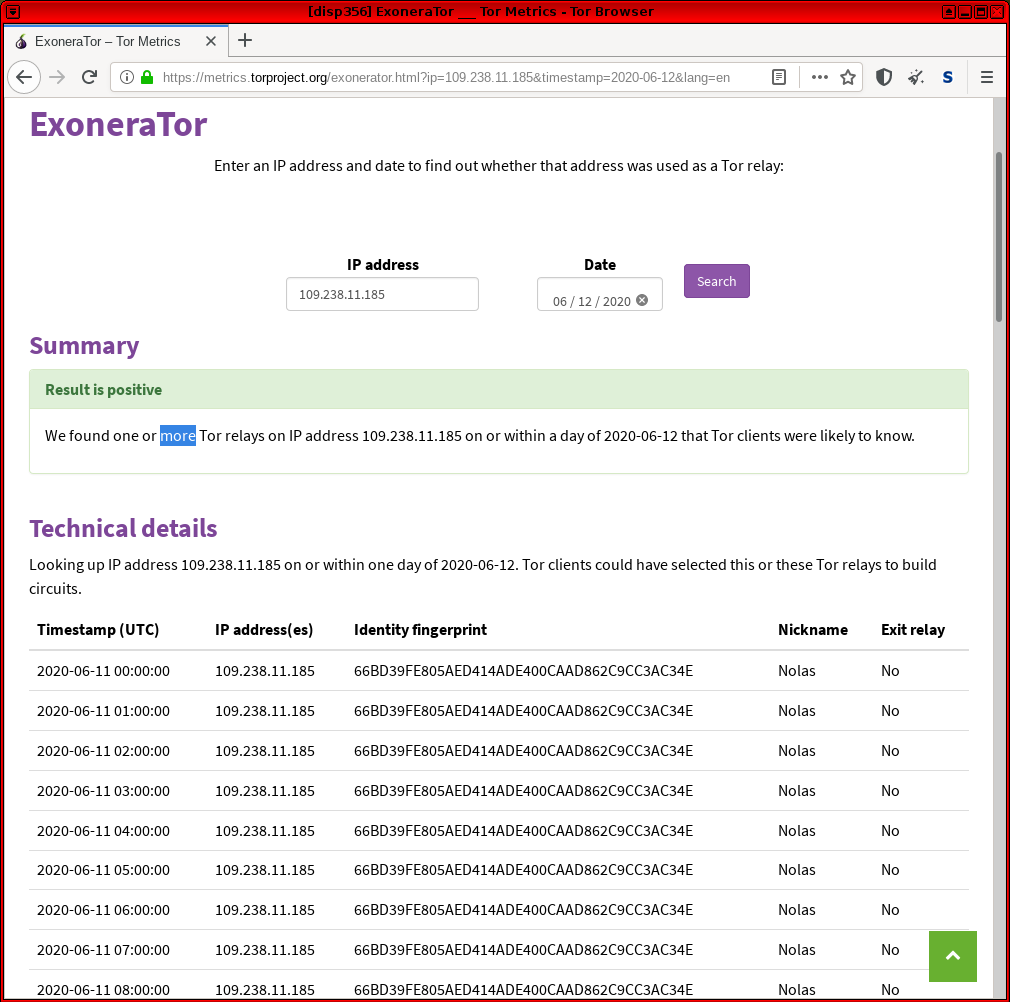 [disp356] ExoneraTor __ Tor Metrics - Tor Browser
ExoneraTor – Tor Metrics
https://metrics.torproject.org/exonerator.html?ip=109.238.11.185&timestamp=2020-06-12&lang=en
S
ExoneraTor
Enter an IP address and date to find out whether that address was used as a Tor relay:
IP address Date
109.238.11.185 06 / 12 / 2020 Search
Summary
Result is positive
We found one or more Tor relays on IP address 109.238.11.185 on or within a day of 2020-06-12 that Tor clients were likely to know.
Technical details
Looking up IP address 109.238.11.185 on or within one day of 2020-06-12. Tor clients could have selected this or these Tor relays to build
circuits.
Timestamp (UTC) IP address(es) Identity fingerprint Nickname Exit relay
2020-06-11 00:00:00 109.238.11.185 66BD39FE805AED414ADE400CAAD862C9CC3AC34E Nolas No
2020-06-11 01:00:00 109.238.11.185 66BD39FE805AED414ADE400CAAD862C9CC3AC34E Nolas No
2020-06-11 02:00:00 109.238.11.185 66BD39FE805AED414ADE400CAAD862C9CC3AC34E Nolas No
2020-06-11 03:00:00 109.238.11.185 66BD39FE805AED414ADE400CAAD862C9CC3AC34E Nolas No
2020-06-11 04:00:00 109.238.11.185 66BD39FE805AED414ADE400CAAD862C9CC3AC34E Nolas No
2020-06-11 05:00:00 109.238.11.185 66BD39FE805AED414ADE400CAAD862C9CC3AC34E Nolas No
2020-06-11 06:00:00 109.238.11.185 66BD39FE805AED414ADE400CAAD862C9CC3AC34E Nolas No
2020-06-11 07:00:00 109.238.11.185 66BD39FE805AED414ADE400CAAD862C9CC3AC34E Nolas No
2020-06-11 08:00:00 109.238.11.185 66BD39FE805AED414ADE400CAAD862C9CC3AC34E Nolas No